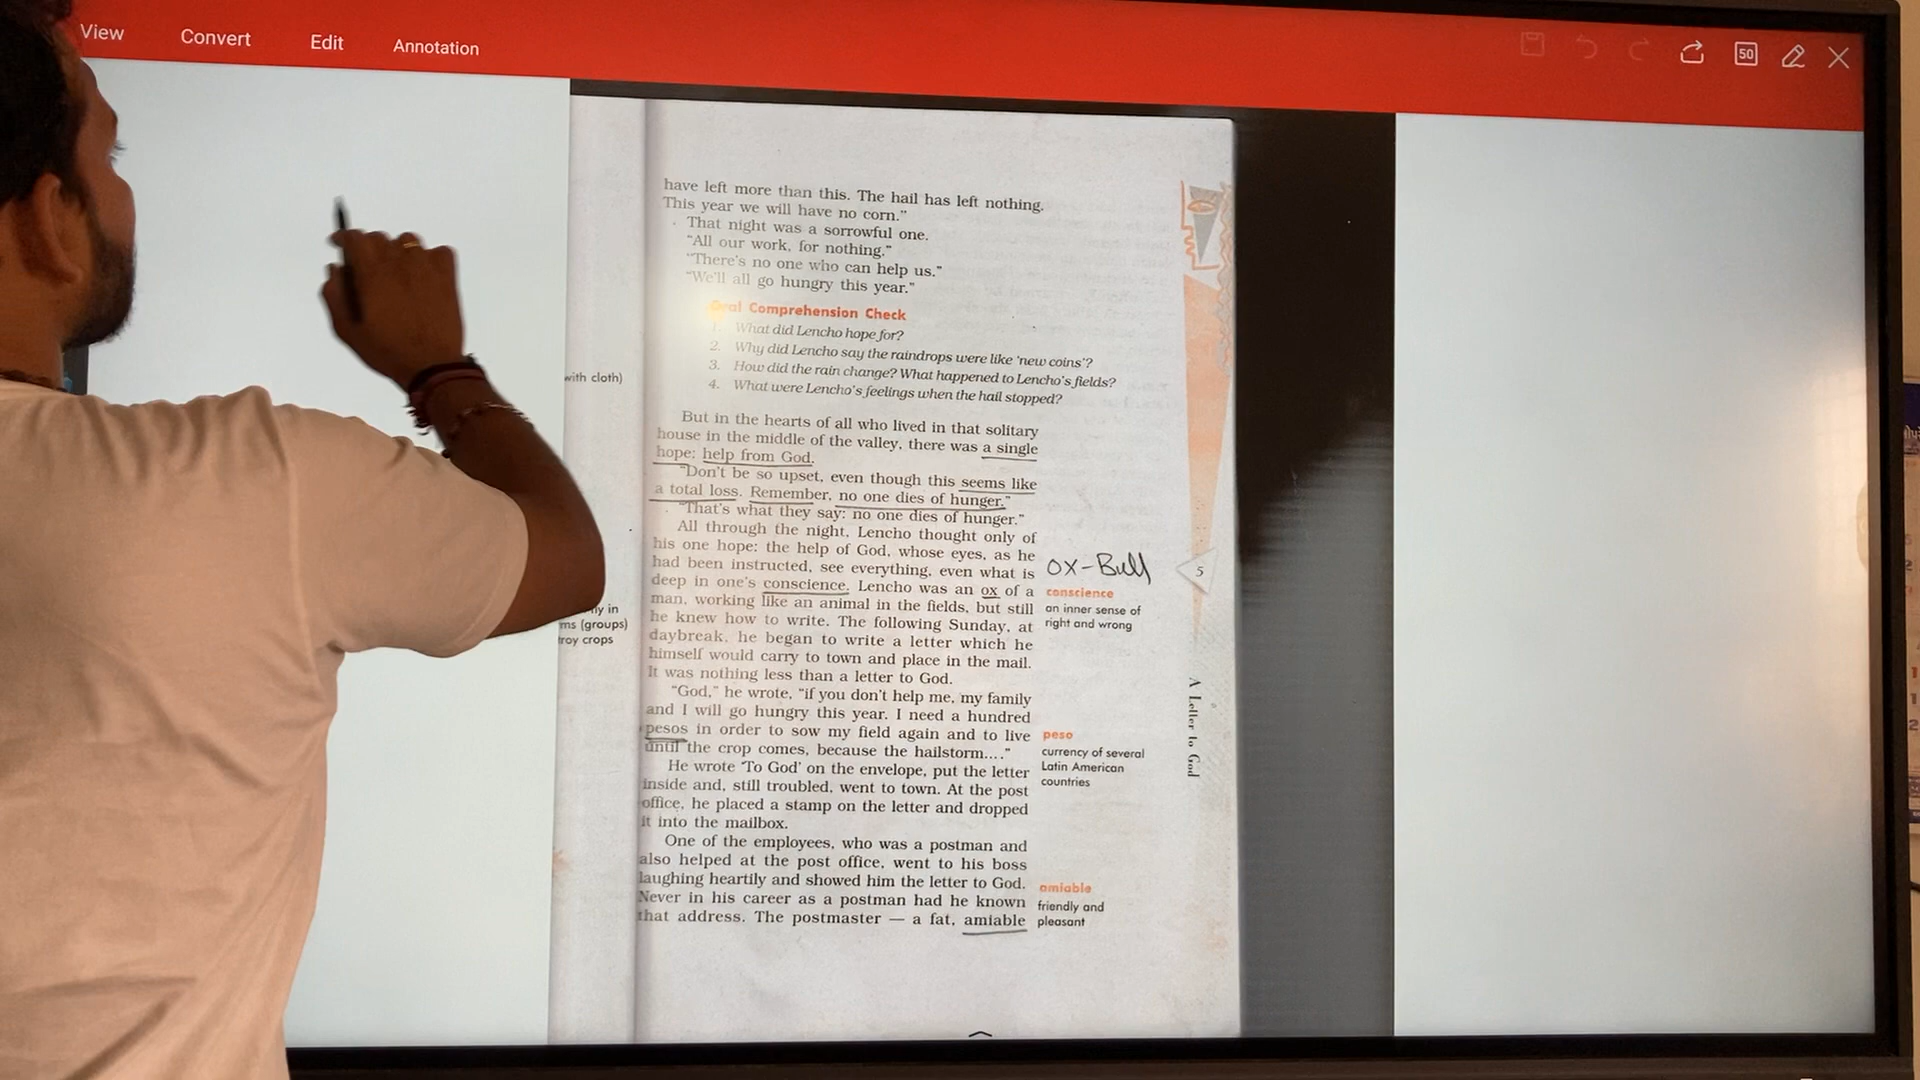 View Convert Edit Annotation
50
have left more than this. The hail has left nothing.
This year we will have no corn.”
That night was a sorrowful one.
“All our work, for nothing.”
“There’s no one who can help us.”
“We’ll all go hungry this year.”
Oral Comprehension Check
1. What did Lencho hope for?
2. Why did Lencho say the raindrops were like ‘new coins’?
3. How did the rain change? What happened to Lencho’s fields?
4. What were Lencho’s feelings when the hail stopped?
with cloth)
But in the hearts of all who lived in that solitary
house in the middle of the valley, there was a single
hope: help from God.
“Don’t be so upset, even though this seems like
a total loss. Remember, no one dies of hunger.”
“That’s what they say: no one dies of hunger.”
All through the night, Lencho thought only of
his one hope: the help of God, whose eyes, as he
had been instructed, see everything, even what is
deep in one’s conscience. Lencho was an ox of a
man, working like an animal in the fields, but still
he knew how to write. The following Sunday, at
daybreak, he began to write a letter which he
himself would carry to town and place in the mail.
It was nothing less than a letter to God.
ox-Bull
5
conscience
an inner sense of
right and wrong
in
ms (groups)
troy crops
“God,” he wrote, “if you don’t help me, my family
and I will go hungry this year. I need a hundred
pesos in order to sow my field again and to live
until the crop comes, because the hailstorm....”
peso
currency of several
Latin American
countries
A Letter to God
He wrote ‘To God’ on the envelope, put the letter
inside and, still troubled, went to town. At the post
office, he placed a stamp on the letter and dropped
it into the mailbox.
One of the employees, who was a postman and
also helped at the post office, went to his boss
laughing heartily and showed him the letter to God.
Never in his career as a postman had he known
that address. The postmaster — a fat, amiable
amiable
friendly and
pleasant